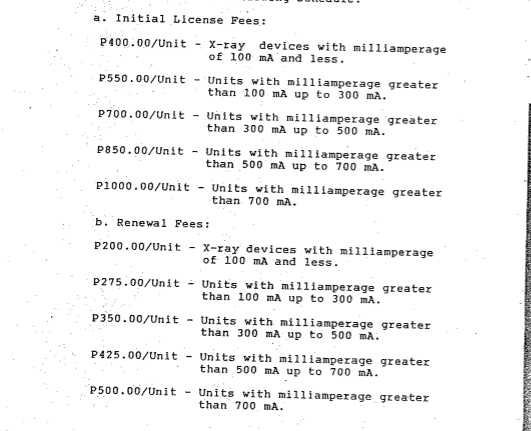 Schedule:
a. Initial License Fees:
P400.00/Unit - X-ray devices with milliamperage
of 100 mA and less.
P550.00/Unit - Units with milliamperage greater
than 100 mA up to 300 mA.
P700.00/Unit - Units with milliamperage greater
than 300 mA up to 500 mA.
P850.00/Unit - Units with milliamperage greater
than 500 mA up to 700 mA.
P1000.00/Unit - Units with milliamperage greater
than 700 mA.
b. Renewal Fees:
P200.00/Unit - X-ray devices with milliamperage
of 100 mA and less.
P275.00/Unit - Units with milliamperage greater
than 100 mA up to 300 mA.
P350.00/Unit - Units with milliamperage greater
than 300 mA up to 500 mA.
P425.00/Unit - Units with milliamperage greater
than 500 mA up to 700 mA.
P500.00/Unit - Units with milliamperage greater
than 700 mA.